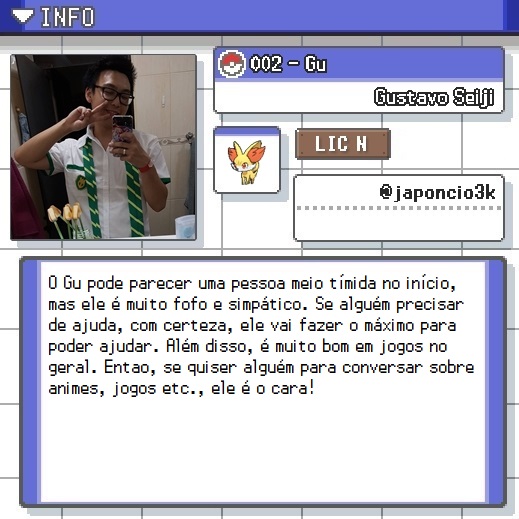 INFO
002 - Gu
Gustavo Seiji
LIC N
@japoncio3k
O Gu pode parecer uma pessoa meio tímida no início,
mas ele é muito fofo e simpático. Se alguém precisar
de ajuda, com certeza, ele vai fazer o máximo para
poder ajudar. Além disso, é muito bom em jogos no
geral. Entao, se quiser alguém para conversar sobre
animes, jogos etc., ele é o cara!